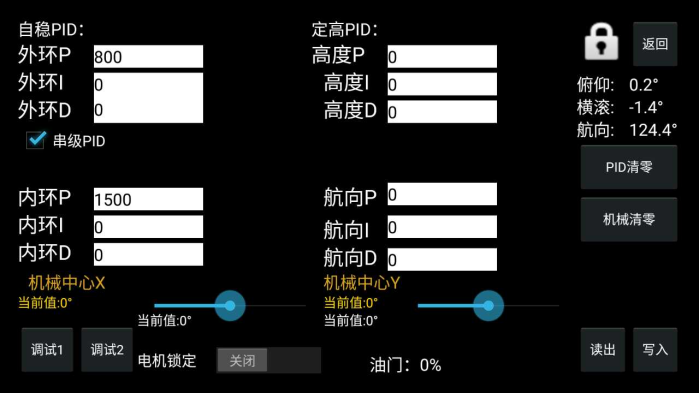 自稳PID:
外环P 800
外环I 0
外环D 0
串级PID
内环P 1500
内环I 0
内环D 0
机械中心X
当前值:0°
当前值:0°
调试1 调试2
电机锁定 关闭
定高PID:
高度P 0
高度I 0
高度D 0
航向P 0
航向I 0
航向D 0
机械中心Y
当前值:0°
当前值:0°
油门: 0%
返回
俯仰: 0.2°
横滚: -1.4°
航向: 124.4°
PID清零
机械清零
读出 写入